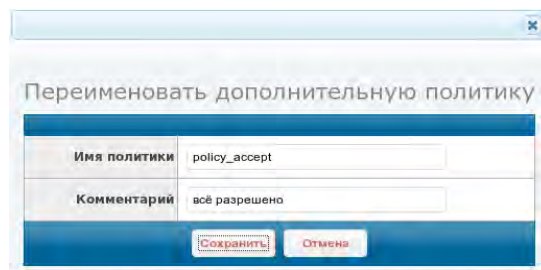 Переименовать дополнительную политику
Имя политики policy_accept
Комментарий всё разрешено
Сохранить Отмена